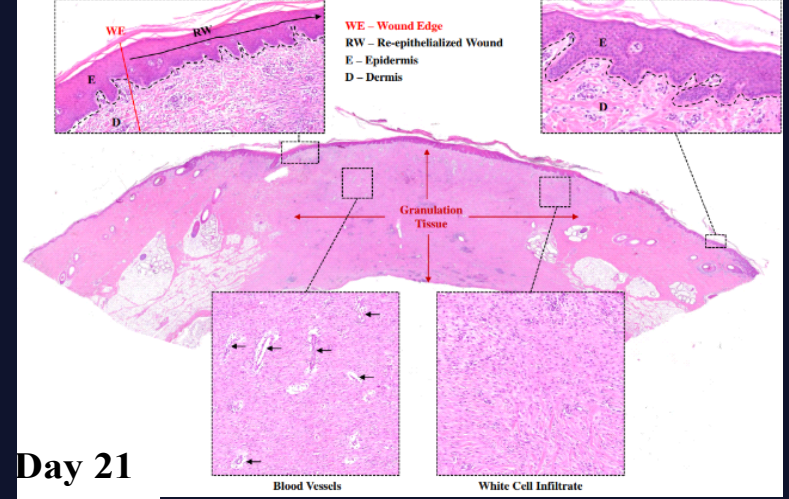 WE
RW
E
D
WE – Wound Edge
RW – Re-epithelialized Wound
E – Epidermis
D – Dermis
E
D
Granulation
Tissue
Blood Vessels
White Cell Infiltrate
Day 21